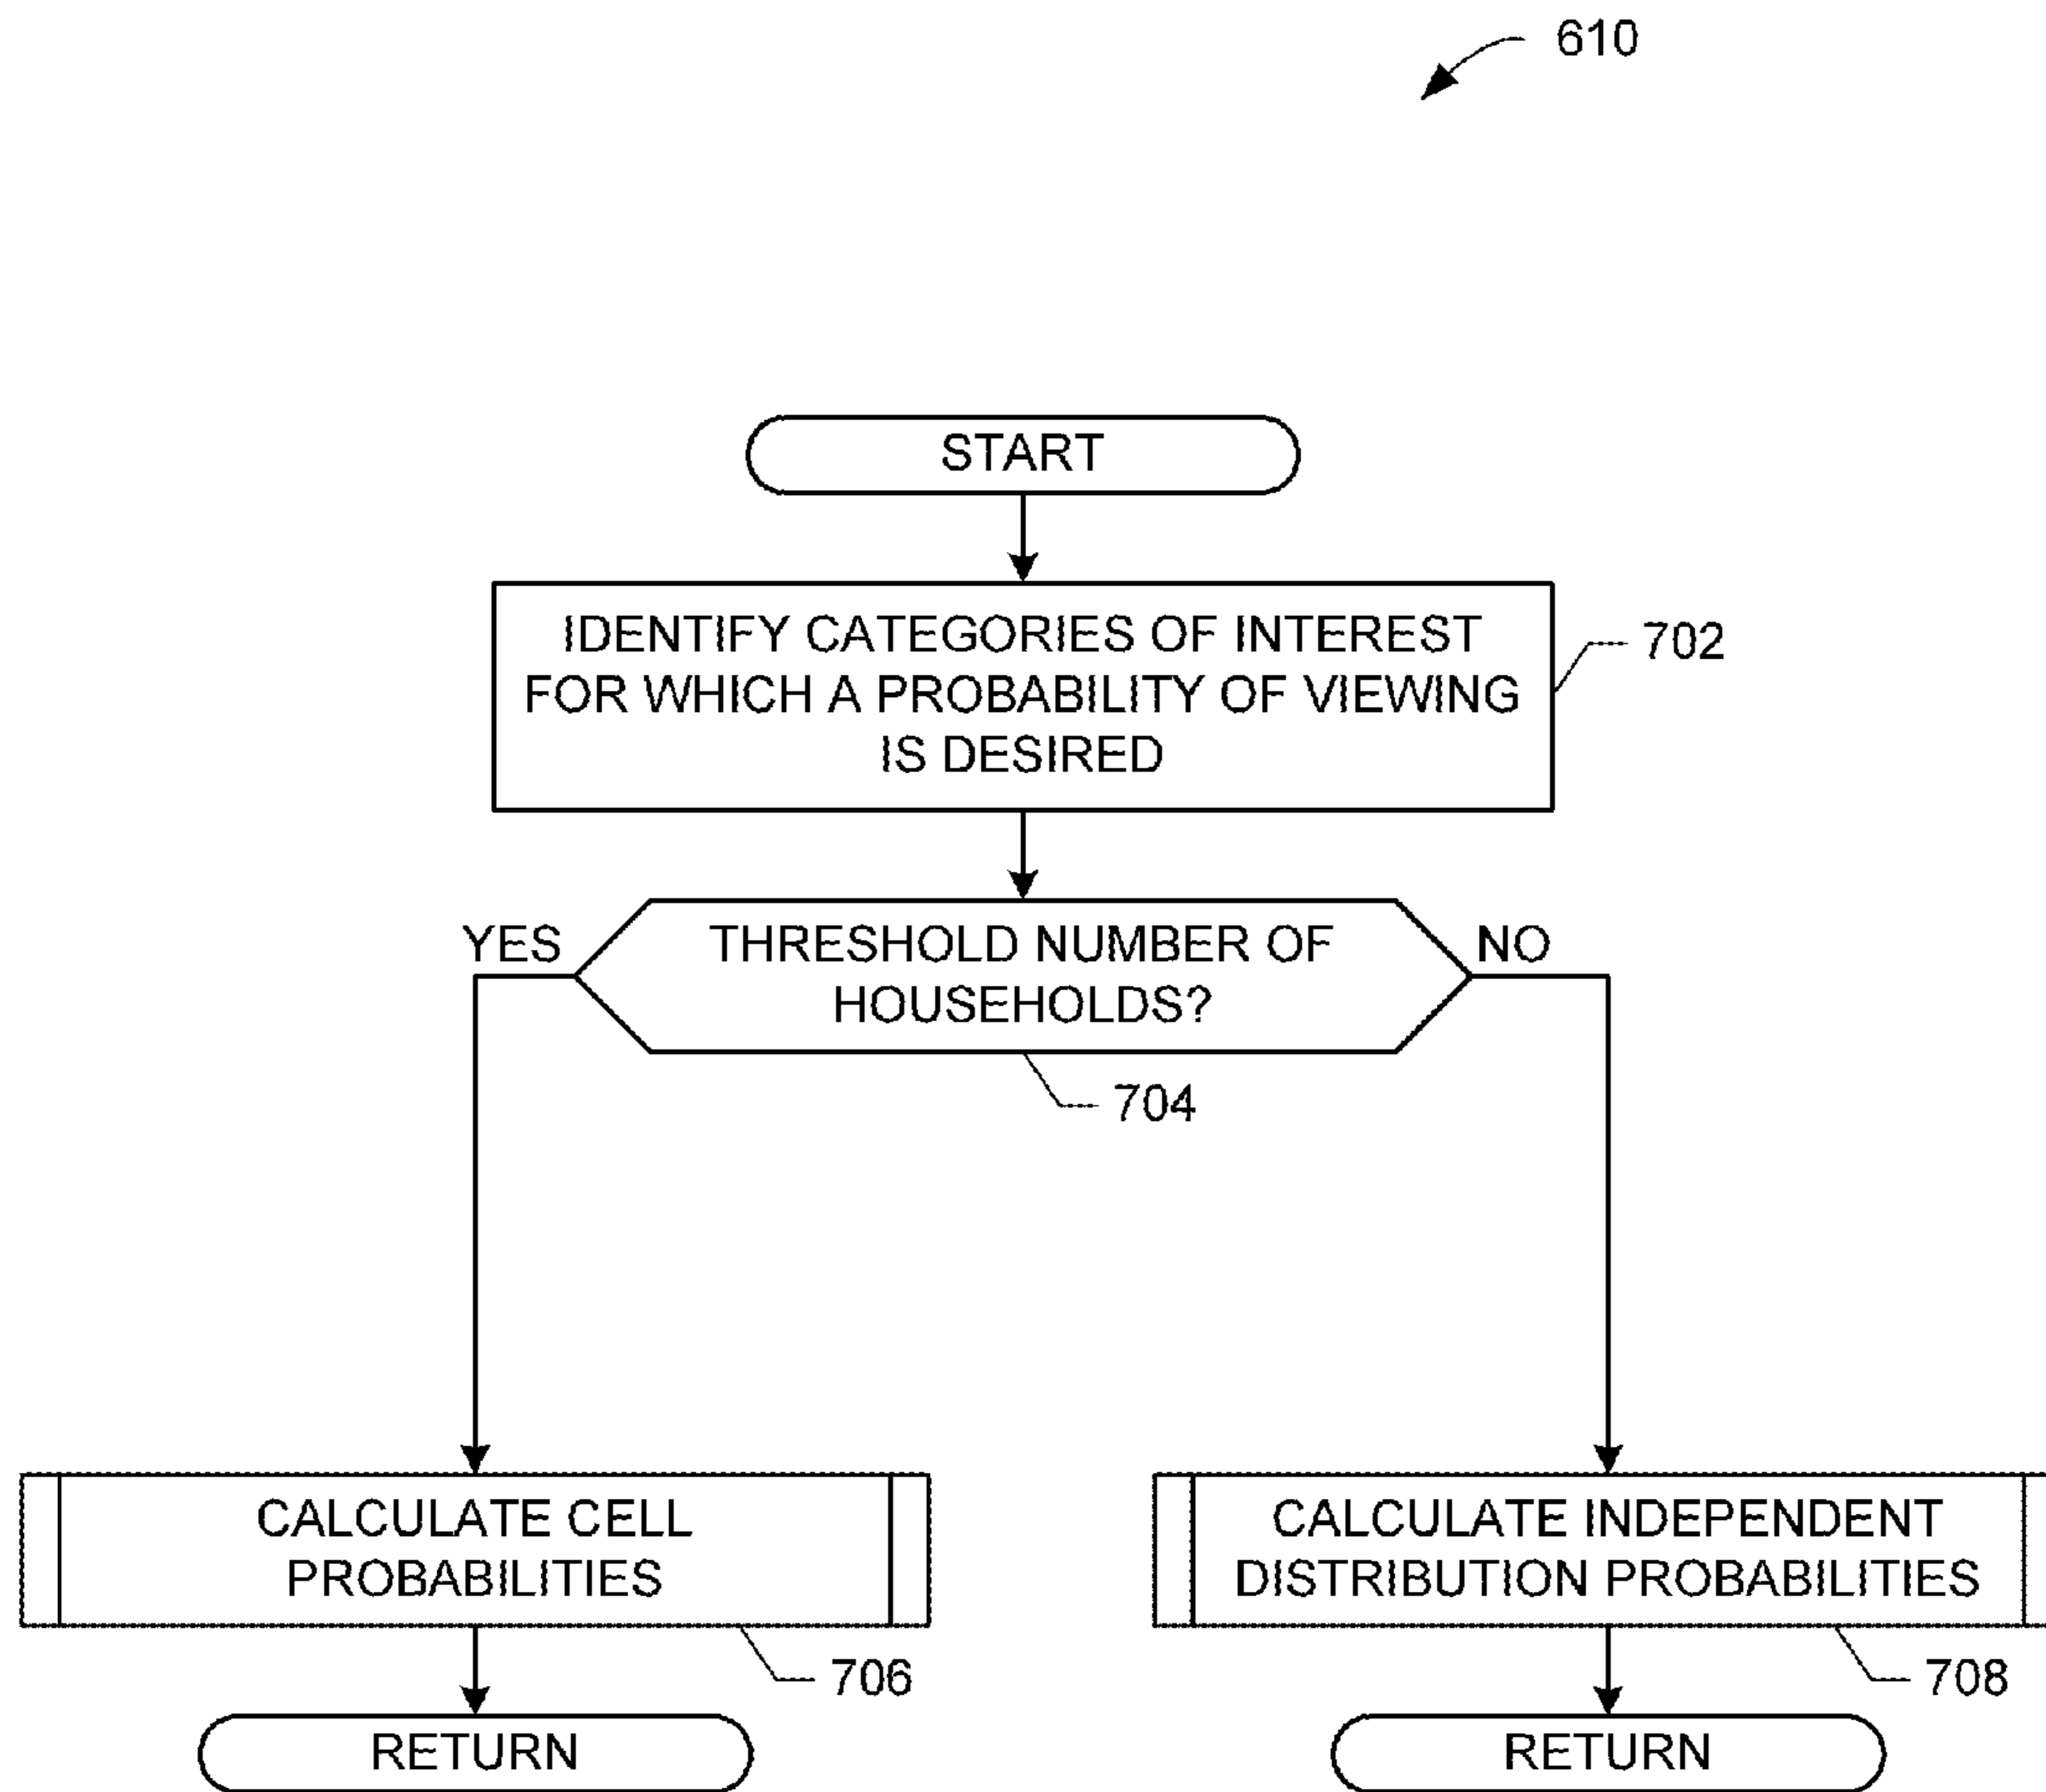 610
START
IDENTIFY CATEGORIES OF INTEREST
FOR WHICH A PROBABILITY OF VIEWING
IS DESIRED
702
YES
THRESHOLD NUMBER OF
HOUSEHOLDS?
NO
704
CALCULATE CELL
PROBABILITIES
706
RETURN
CALCULATE INDEPENDENT
DISTRIBUTION PROBABILITIES
708
RETURN